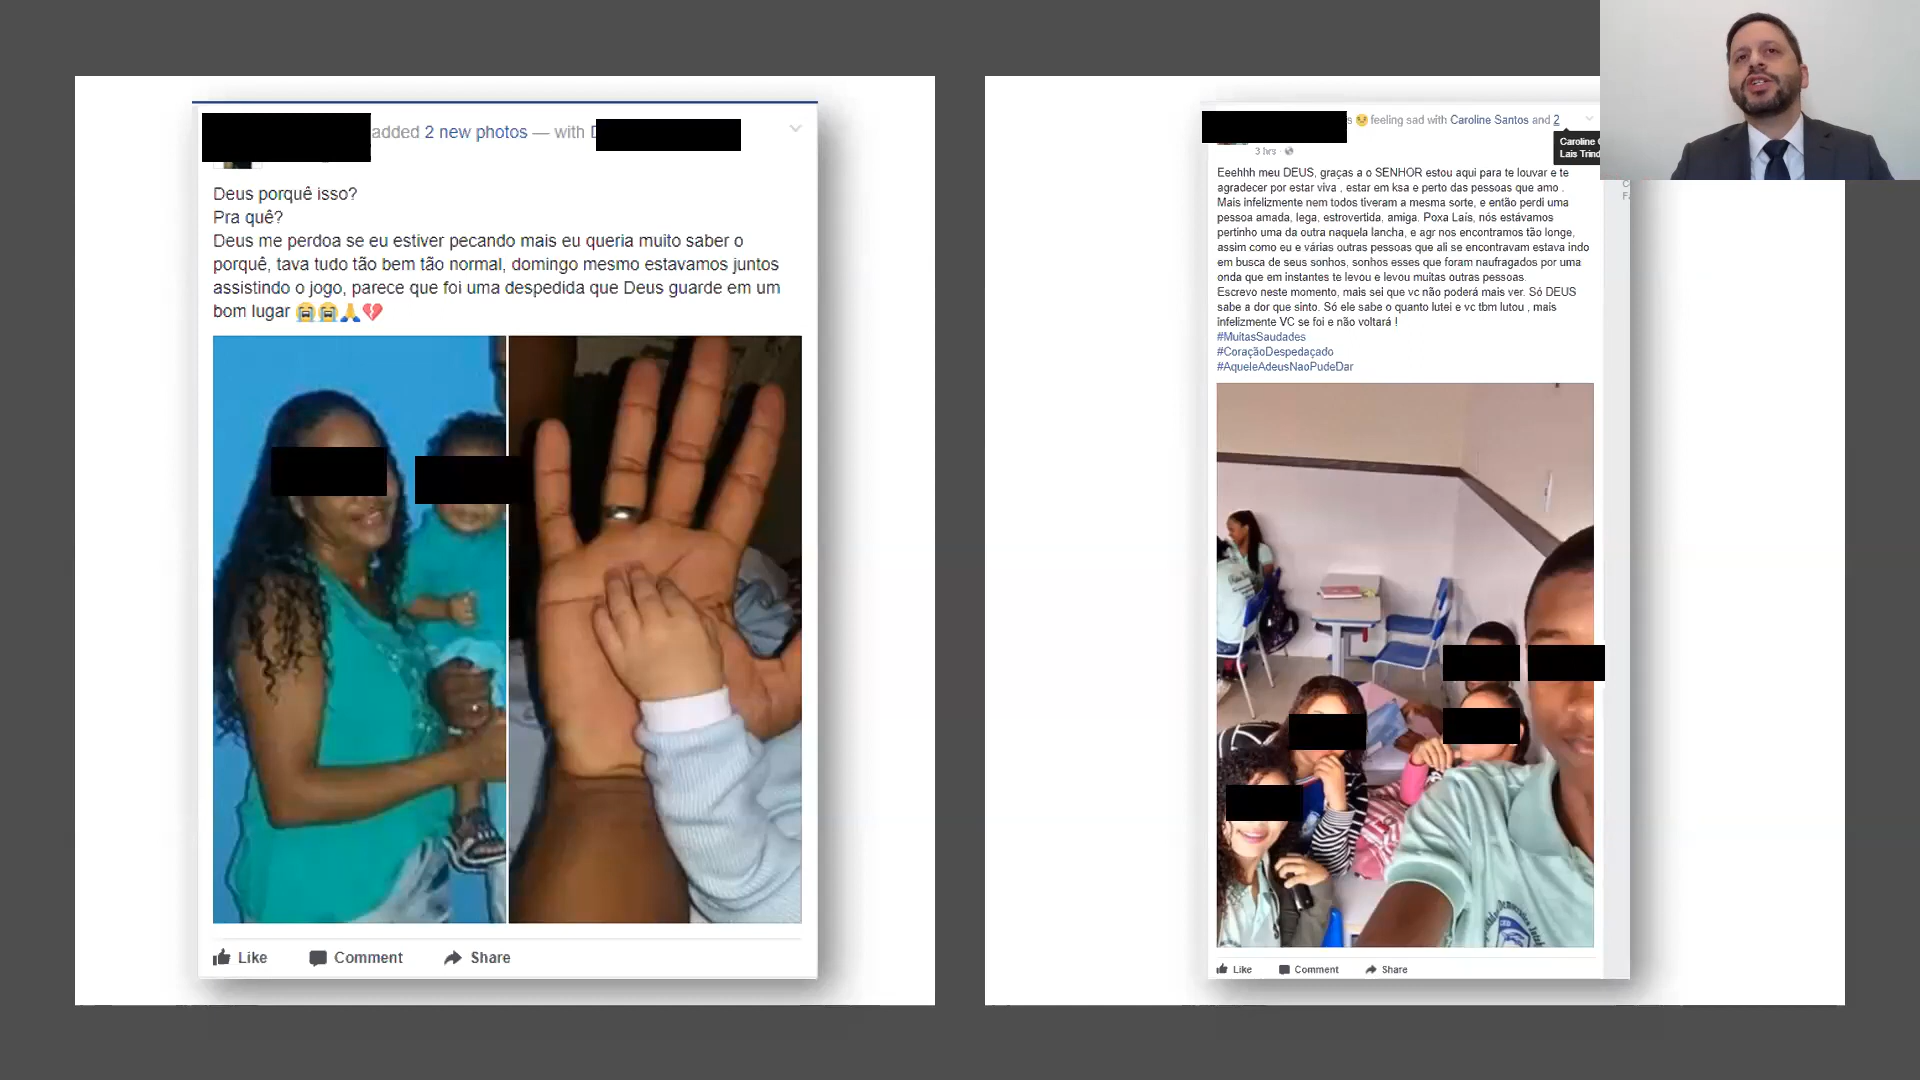 added 2 new photos — with
Deus porquê isso?
Pra quê?
Deus me perdoa se eu estiver pecando mais eu queria muito saber o
porquê, tava tudo tão bem tão normal, domingo mesmo estavamos juntos
assistindo o jogo, parece que foi uma despedida que Deus guarde em um
bom lugar 😭😭🙏💔
Like Comment Share
s 😢 feeling sad with Caroline Santos and 2
Caroline
Lais Trind
3 hrs ·
Eeehhh meu DEUS, graças a o SENHOR estou aqui para te louvar e te
agradecer por estar viva , estar em ksa e perto das pessoas que amo .
Mais infelizmente nem todos tiveram a mesma sorte, e então perdi uma
pessoa amada, lega, estrovertida, amiga. Poxa Laís, nós estávamos
pertinho uma da outra naquela lancha, e agr nos encontramos tão longe,
assim como eu e várias outras pessoas que ali se encontravam estava indo
em busca de seus sonhos, sonhos esses que foram naufragados por uma
onda que em instantes te levou e levou muitas outras pessoas
Escrevo neste momento, mais sei que vc não poderá mais ver. Só DEUS
sabe a dor que sinto. Só ele sabe o quanto lutei e vc tbm lutou , mais
infelizmente VC se foi e não voltará !
#MuitasSaudades
#CoraçãoDespedaçado
#AqueleAdeusNaoPudeDar
Like Comment Share